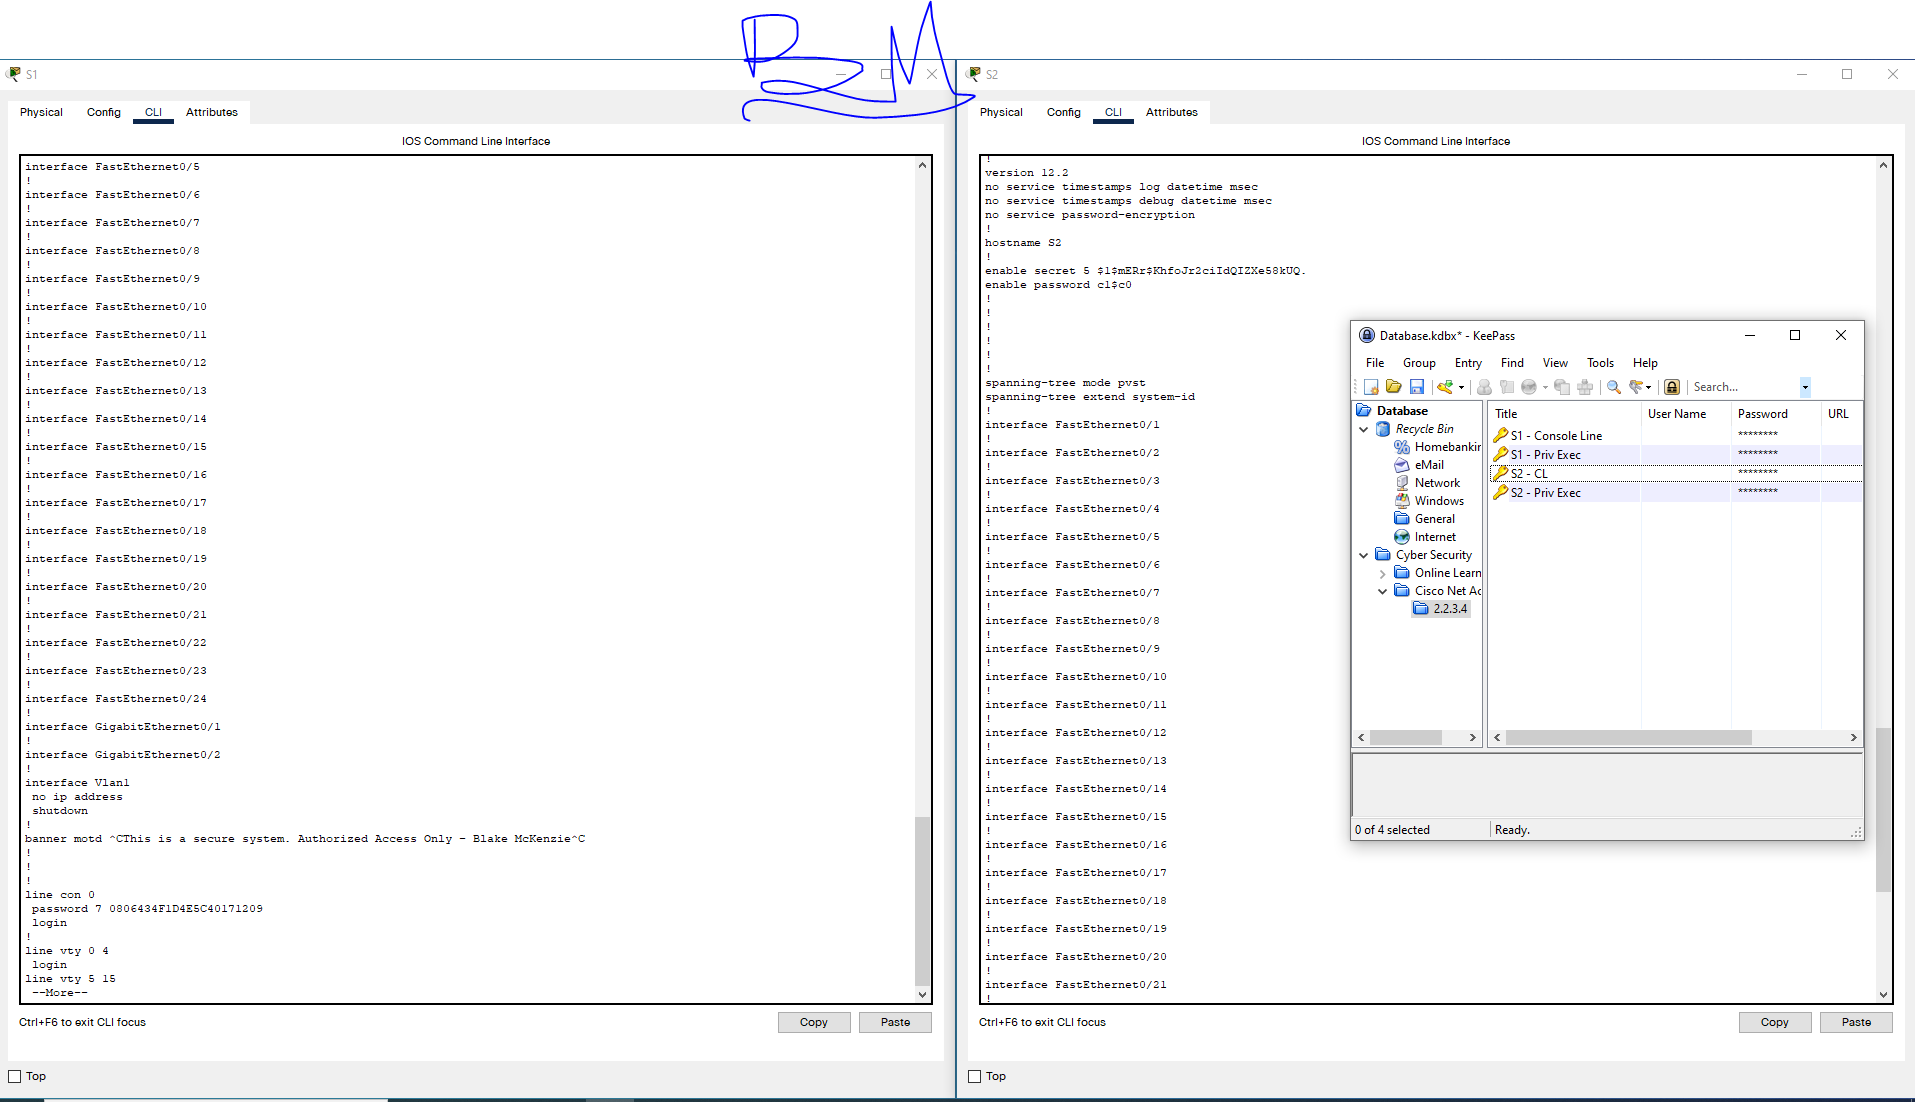 BM
S1
Physical Config CLI Attributes
IOS Command Line Interface
interface FastEthernet0/5
!
interface FastEthernet0/6
!
interface FastEthernet0/7
!
interface FastEthernet0/8
!
interface FastEthernet0/9
!
interface FastEthernet0/10
!
interface FastEthernet0/11
!
interface FastEthernet0/12
!
interface FastEthernet0/13
!
interface FastEthernet0/14
!
interface FastEthernet0/15
!
interface FastEthernet0/16
!
interface FastEthernet0/17
!
interface FastEthernet0/18
!
interface FastEthernet0/19
!
interface FastEthernet0/20
!
interface FastEthernet0/21
!
interface FastEthernet0/22
!
interface FastEthernet0/23
!
interface FastEthernet0/24
!
interface GigabitEthernet0/1
!
interface GigabitEthernet0/2
!
interface Vlan1
no ip address
shutdown
!
banner motd ^CThis is a secure system. Authorized Access Only - Blake McKenzie^C
!
!
!
line con 0
password 7 0806434F1D4E5C40171209
login
!
line vty 0 4
login
line vty 5 15
--More--
Ctrl+F6 to exit CLI focus
Copy Paste
Top
S2
Physical Config CLI Attributes
IOS Command Line Interface
!
version 12.2
no service timestamps log datetime msec
no service timestamps debug datetime msec
no service password-encryption
!
hostname S2
!
enable secret 5 $1$mERr$KhfoJr2ciIdQIZXe58kUQ.
enable password cl$c0
!
!
!
!
!
!
spanning-tree mode pvst
spanning-tree extend system-id
!
interface FastEthernet0/1
!
interface FastEthernet0/2
!
interface FastEthernet0/3
!
interface FastEthernet0/4
!
interface FastEthernet0/5
!
interface FastEthernet0/6
!
interface FastEthernet0/7
!
interface FastEthernet0/8
!
interface FastEthernet0/9
!
interface FastEthernet0/10
!
interface FastEthernet0/11
!
interface FastEthernet0/12
!
interface FastEthernet0/13
!
interface FastEthernet0/14
!
interface FastEthernet0/15
!
interface FastEthernet0/16
!
interface FastEthernet0/17
!
interface FastEthernet0/18
!
interface FastEthernet0/19
!
interface FastEthernet0/20
!
interface FastEthernet0/21
!
Ctrl+F6 to exit CLI focus
Copy Paste
Top
Database.kdbx* - KeePass
File Group Entry Find View Tools Help
Search...
Database
Recycle Bin
Homebankin
eMail
Network
Windows
General
Internet
Cyber Security
Online Learn
Cisco Net Ac
2.2.3.4
Title User Name Password URL
S1 - Console Line ********
S1 - Priv Exec ********
S2 - CL ********
S2 - Priv Exec ********
0 of 4 selected Ready.